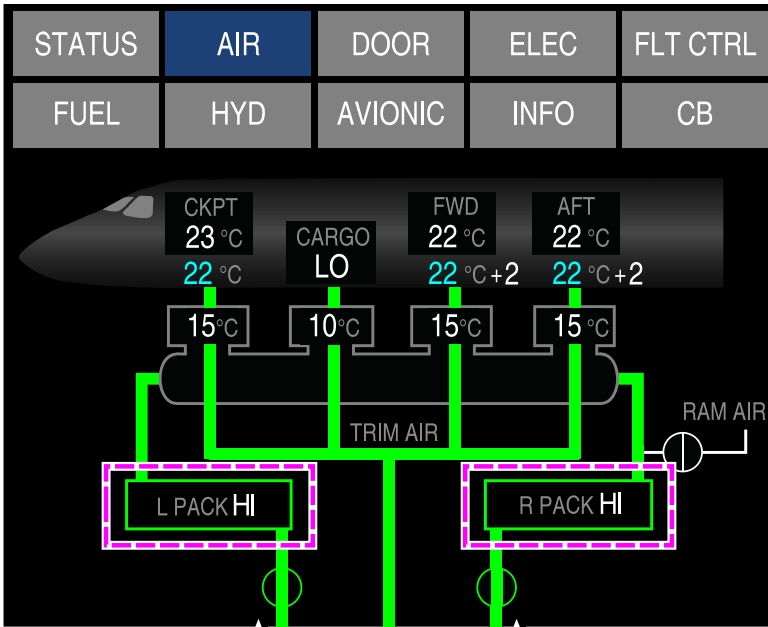 STATUS AIR DOOR ELEC FLT CTRL
FUEL HYD AVIONIC INFO CB
CKPT FWD AFT
23 °C CARGO 22 °C 22 °C
22 °C LO 22 °C+2 22 °C+2
15°C 10°C 15°C 15 °C
RAM AIR
TRIM AIR
L PACK HI R PACK HI